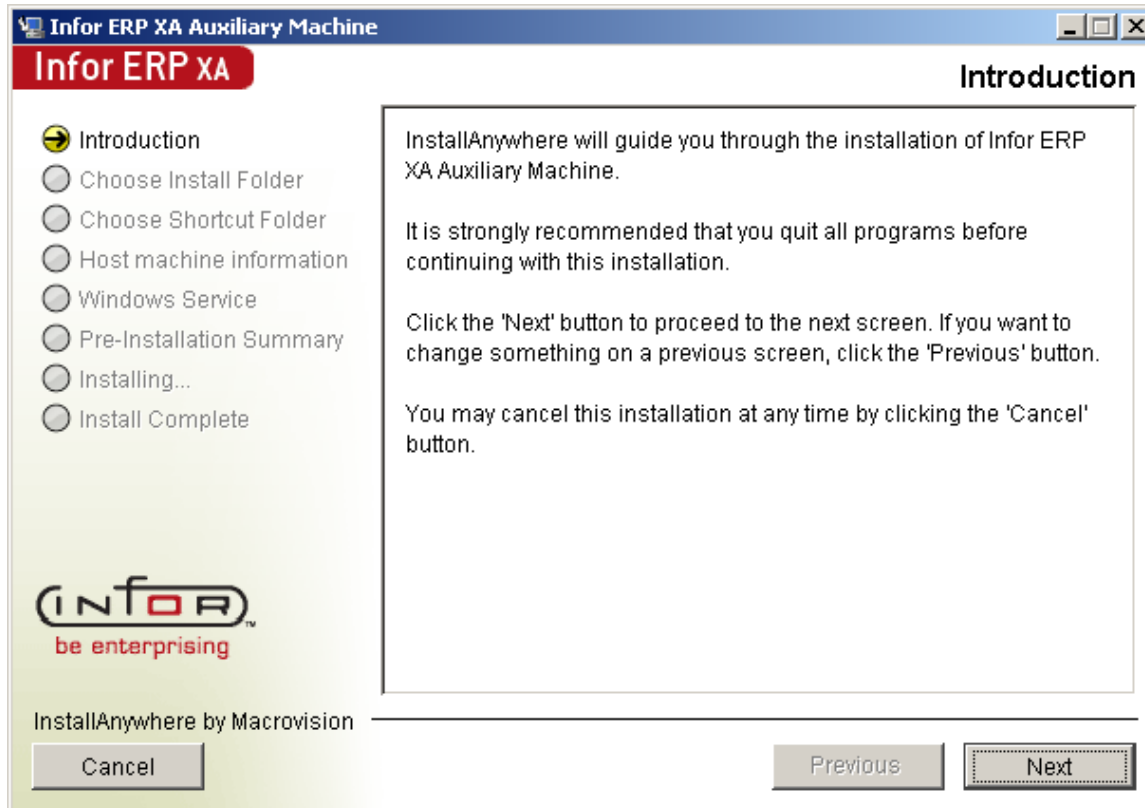 Infor ERP XA Auxiliary Machine
Infor ERP XA
Introduction
Introduction
Choose Install Folder
Choose Shortcut Folder
Host machine information
Windows Service
Pre-Installation Summary
Installing...
Install Complete
InstallAnywhere will guide you through the installation of Infor ERP
XA Auxiliary Machine.
It is strongly recommended that you quit all programs before
continuing with this installation.
Click the 'Next' button to proceed to the next screen. If you want to
change something on a previous screen, click the 'Previous' button.
You may cancel this installation at any time by clicking the 'Cancel'
button.
INFOR™
be enterprising
InstallAnywhere by Macrovision
Cancel
Previous
Next